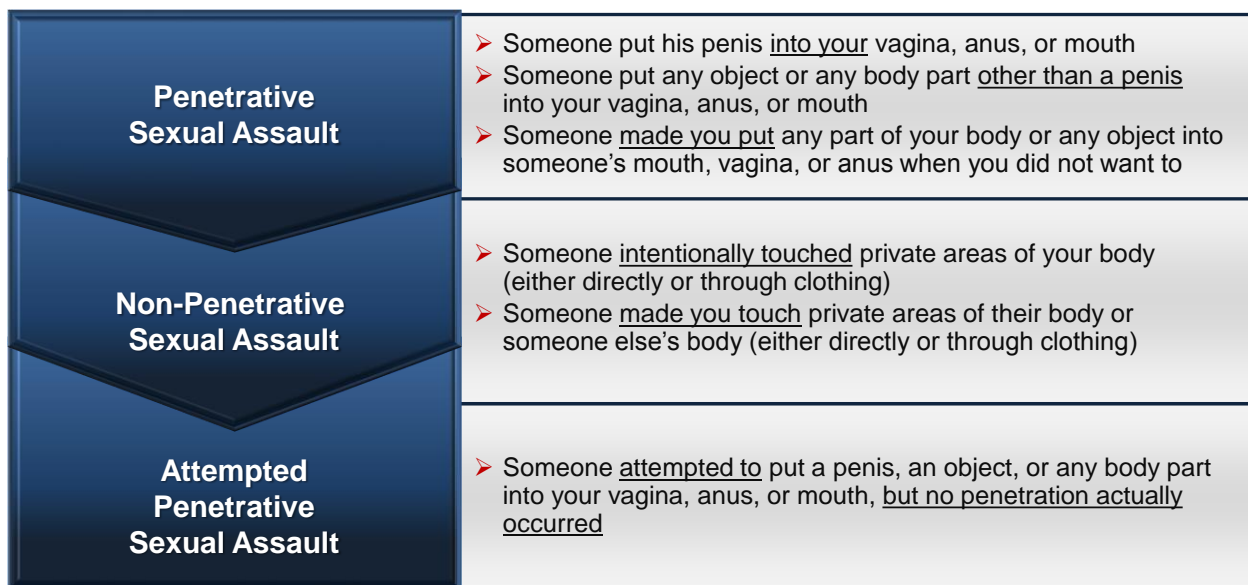 Penetrative
Sexual Assault
➢ Someone put his penis into your vagina, anus, or mouth
➢ Someone put any object or any body part other than a penis
into your vagina, anus, or mouth
➢ Someone made you put any part of your body or any object into
someone’s mouth, vagina, or anus when you did not want to
Non-Penetrative
Sexual Assault
➢ Someone intentionally touched private areas of your body
(either directly or through clothing)
➢ Someone made you touch private areas of their body or
someone else’s body (either directly or through clothing)
Attempted
Penetrative
Sexual Assault
➢ Someone attempted to put a penis, an object, or any body part
into your vagina, anus, or mouth, but no penetration actually
occurred